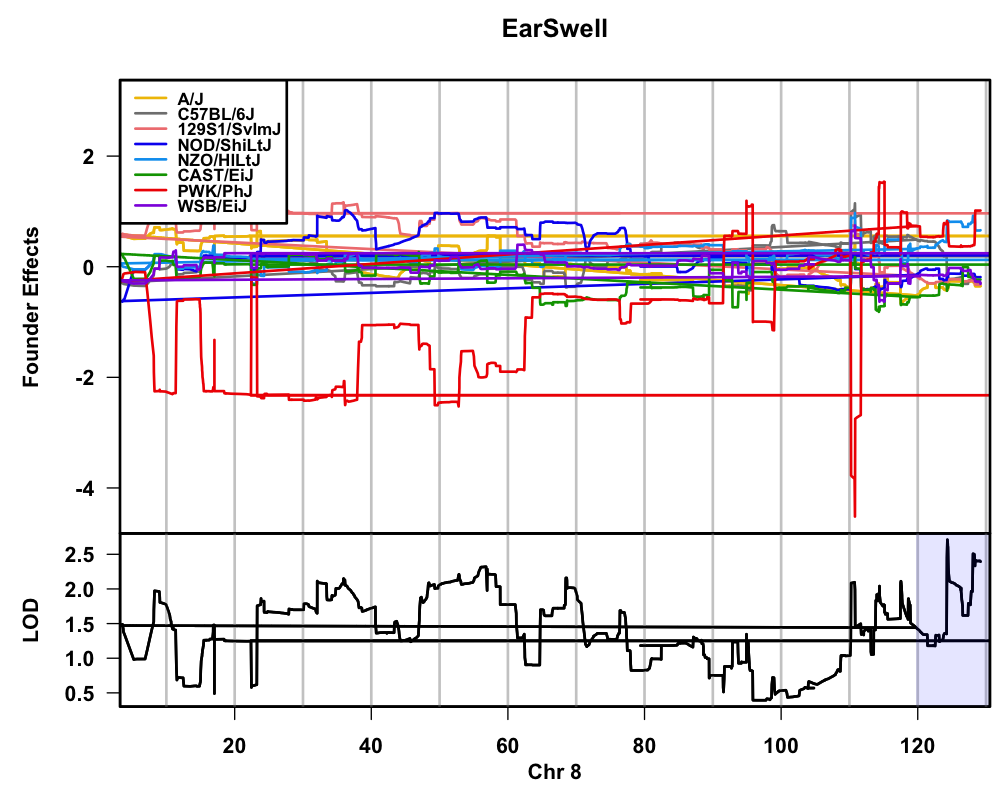 EarSwell
A/J
C57BL/6J
129S1/SvImJ
NOD/ShiLtJ
NZO/HlLtJ
CAST/EiJ
PWK/PhJ
WSB/EiJ
Founder Effects
2
0
-2
-4
LOD
2.5
2.0
1.5
1.0
0.5
20 40 60 80 100 120
Chr 8